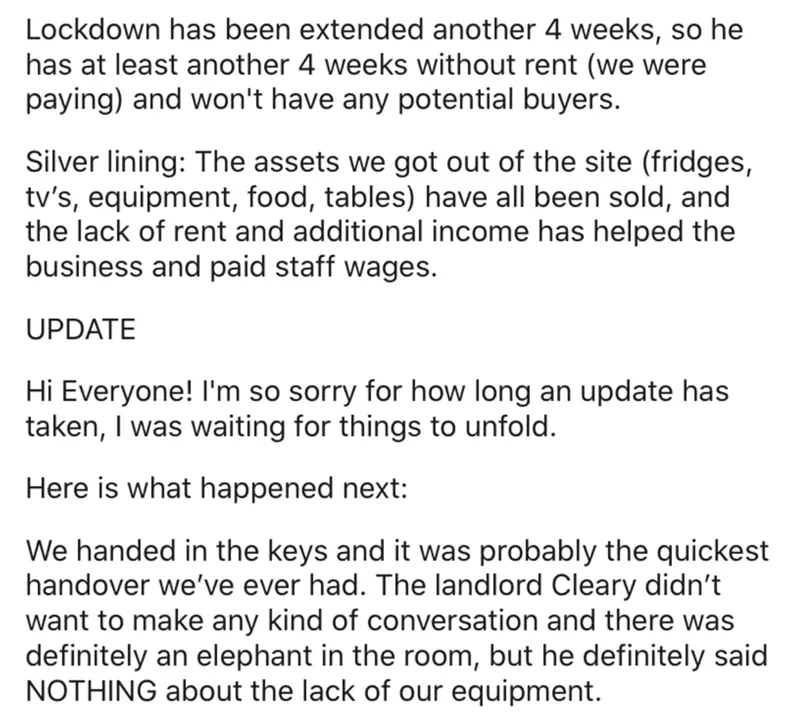 Lockdown has been extended another 4 weeks, so he
has at least another 4 weeks without rent (we were
paying) and won't have any potential buyers.
Silver lining: The assets we got out of the site (fridges,
tv’s, equipment, food, tables) have all been sold, and
the lack of rent and additional income has helped the
business and paid staff wages.
UPDATE
Hi Everyone! I'm so sorry for how long an update has
taken, I was waiting for things to unfold.
Here is what happened next:
We handed in the keys and it was probably the quickest
handover we’ve ever had. The landlord Cleary didn’t
want to make any kind of conversation and there was
definitely an elephant in the room, but he definitely said
NOTHING about the lack of our equipment.